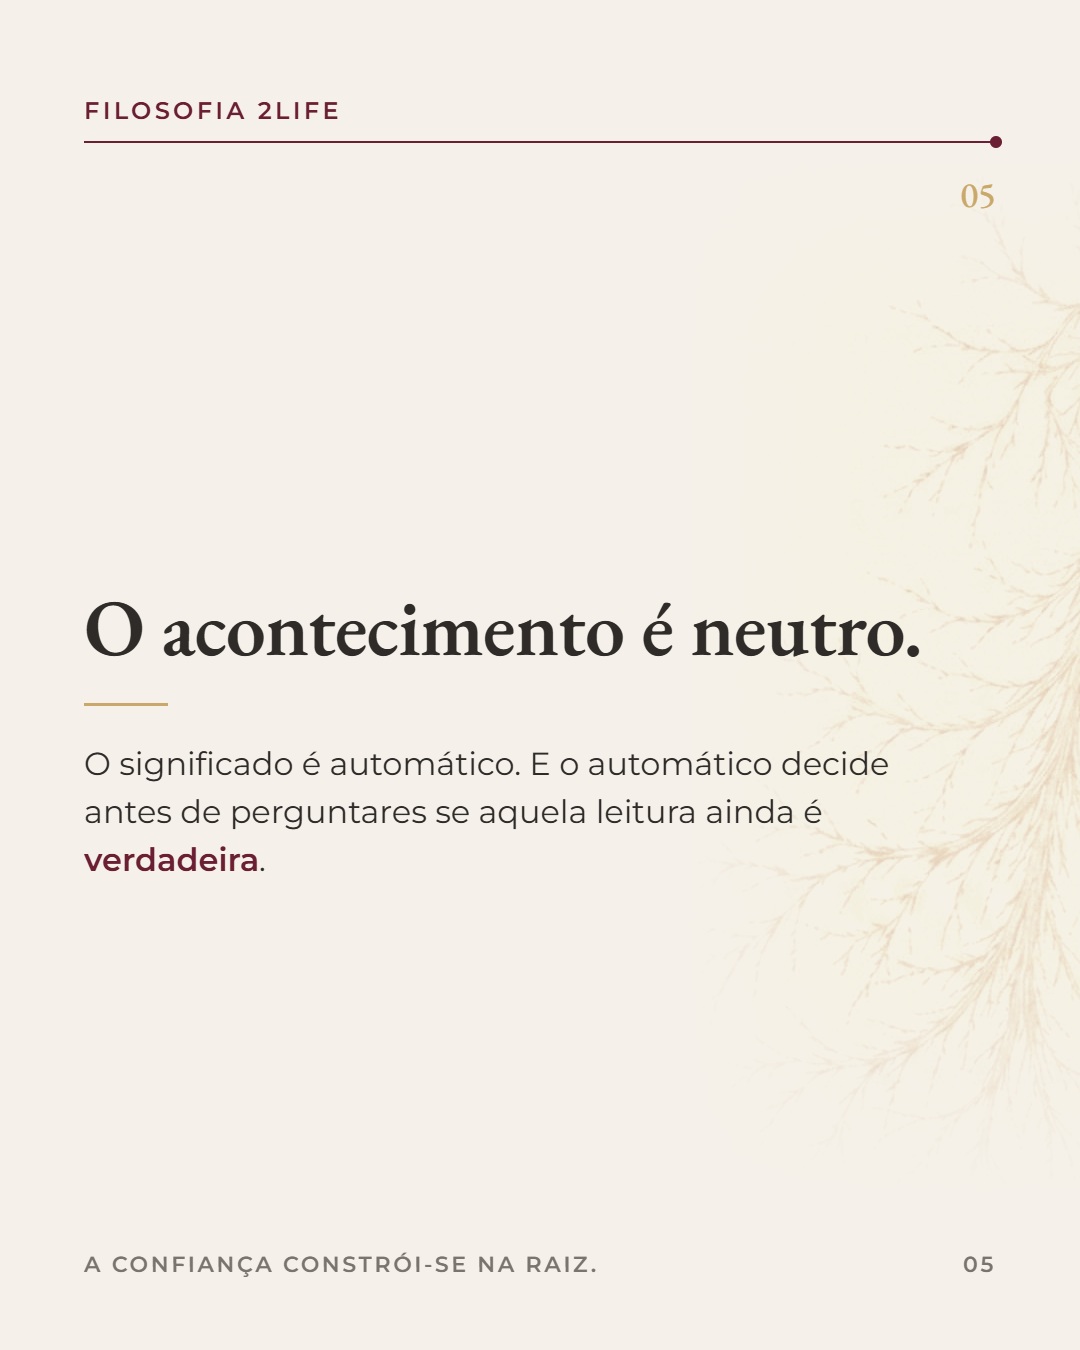 FILOSOFIA 2LIFE
05
O acontecimento é neutro.
O significado é automático. E o automático decide
antes de perguntares se aquela leitura ainda é
verdadeira.
A CONFIANÇA CONSTRÓI-SE NA RAIZ.
05